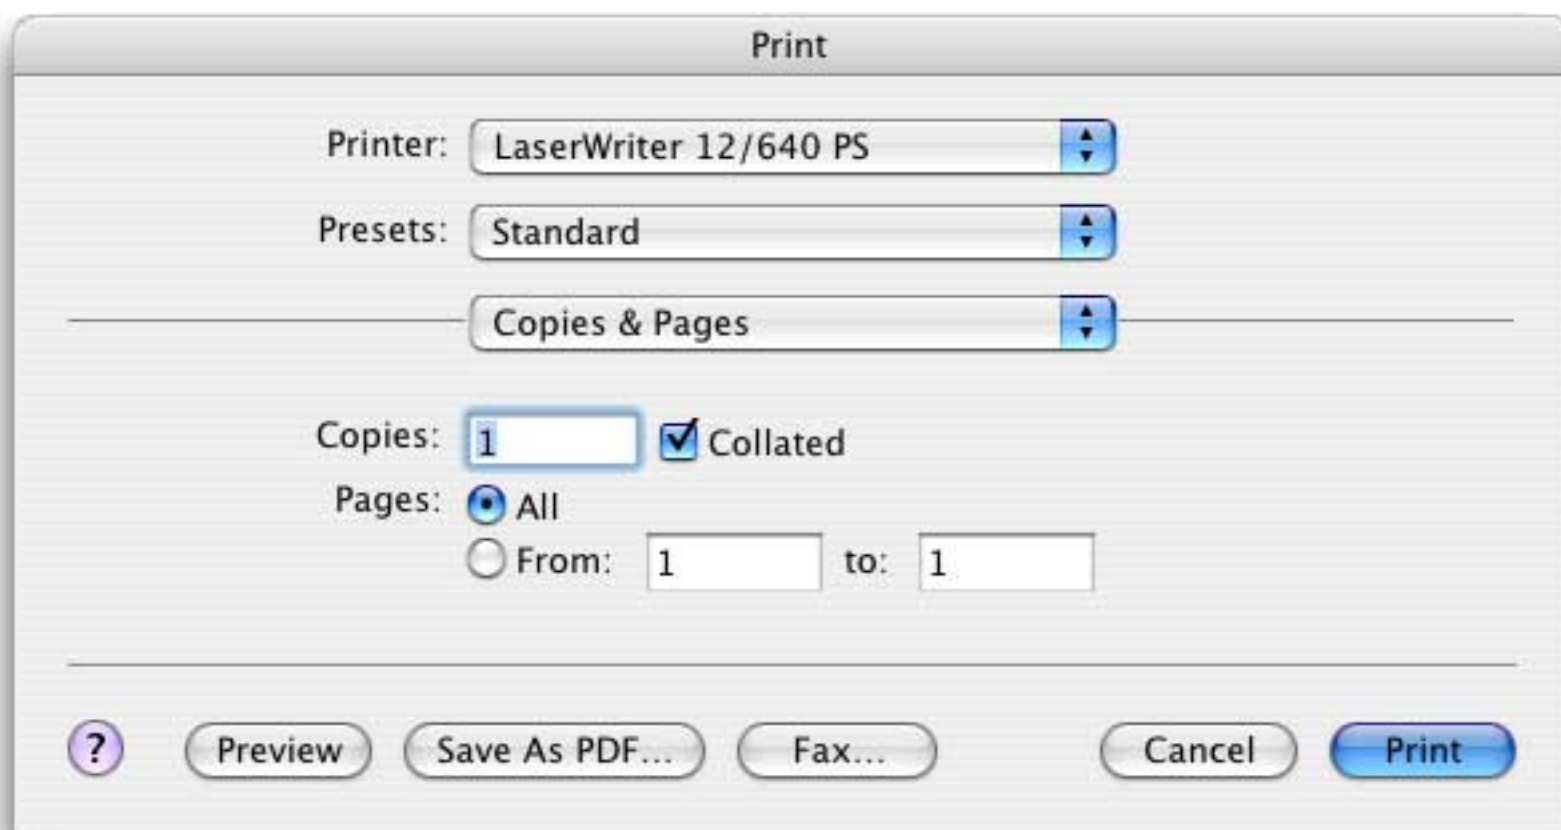 Print
Printer: LaserWriter 12/640 PS
Presets: Standard
Copies & Pages
Copies: 1 Collated
Pages: All
From: 1 to: 1
? Preview Save As PDF... Fax... Cancel Print